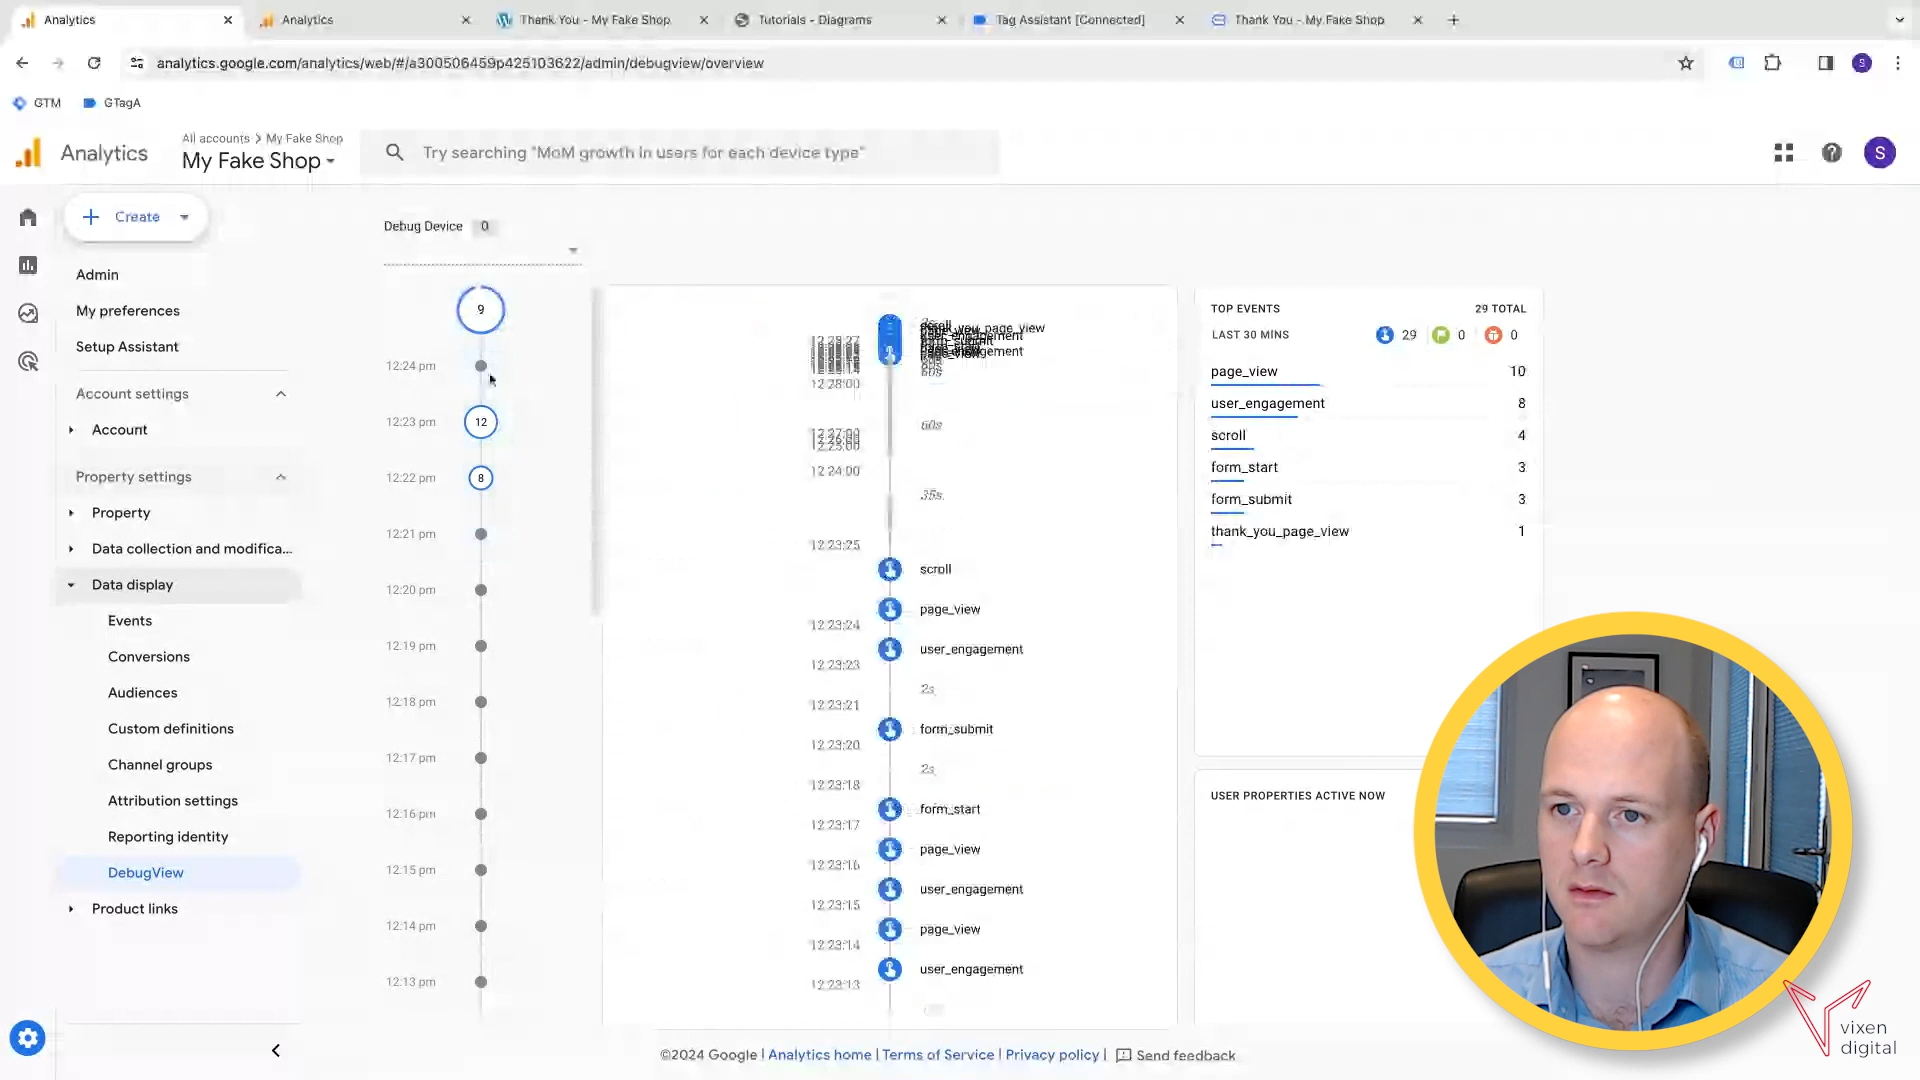 Analytics
Analytics
Thank You - My Fake Shop
Tutorials - Diagrams
Tag Assistant [Connected]
Thank You - My Fake Shop
analytics.google.com/analytics/web/#/a300506459p425103622/admin/debugview/overview
S
GTM
GTagA
Analytics
All accounts > My Fake Shop
My Fake Shop
Try searching "MoM growth in users for each device type"
S
Create
Admin
My preferences
Setup Assistant
Account settings
Account
Property settings
Property
Data collection and modifica...
Data display
Events
Conversions
Audiences
Custom definitions
Channel groups
Attribution settings
Reporting identity
DebugView
Product links
Debug Device 0
9
12:24 pm
12:23 pm 12
12:22 pm 8
12:21 pm
12:20 pm
12:19 pm
12:18 pm
12:17 pm
12:16 pm
12:15 pm
12:14 pm
12:13 pm
12:28:00
60s
12:24:00
35s
12:23:25
scroll
page_view
12:23:24
user_engagement
12:23:23
2s
12:23:21
form_submit
12:23:20
2s
12:23:18
form_start
12:23:17
page_view
12:23:16
user_engagement
12:23:15
page_view
12:23:14
user_engagement
12:23:13
TOP EVENTS 29 TOTAL
LAST 30 MINS 29 0 0
page_view 10
user_engagement 8
scroll 4
form_start 3
form_submit 3
thank_you_page_view 1
USER PROPERTIES ACTIVE NOW
©2024 Google | Analytics home | Terms of Service | Privacy policy | Send feedback
vixen
digital